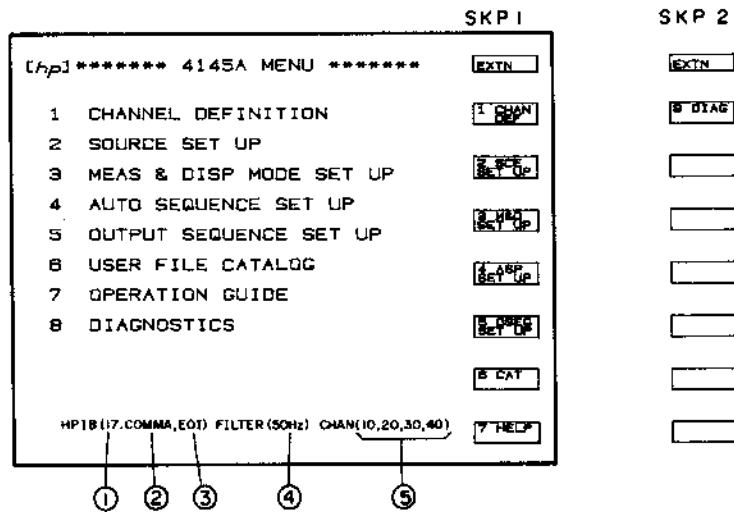 SKP 1 SKP 2
[hp] ******* 4145A MENU *******
EXTN
EXTN
1 CHANNEL DEFINITION
2 SOURCE SET UP
3 MEAS & DISP MODE SET UP
4 AUTO SEQUENCE SET UP
5 OUTPUT SEQUENCE SET UP
6 USER FILE CATALOG
7 OPERATION GUIDE
8 DIAGNOSTICS
1 CHAN
DEF
8 DIAG
2 SCE
SET UP
3 M&D
SET UP
4 ASP
SET UP
5 OSEQ
SET UP
6 CAT
7 HELP
HPIB(17,COMMA,EOI) FILTER(50Hz) CHAN(10,20,30,40)
① ② ③ ④ ⑤